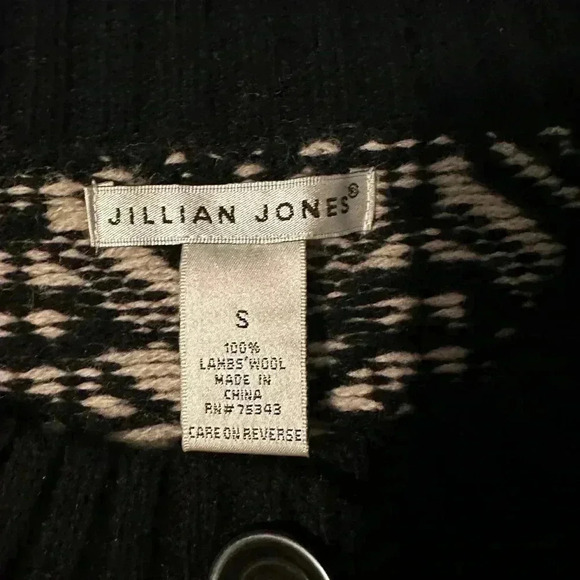 JILLIAN JONES®
S
100%
LAMBS' WOOL
MADE IN
CHINA
RN# 75343
CARE ON REVERSE